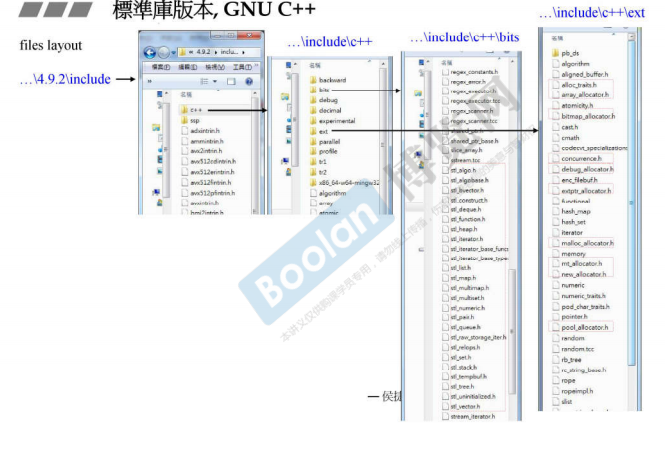 標準庫版本, GNU C++
files layout
…\4.9.2\include
4.9.2
inclu...
檔案(F)
編輯(E)
檢視(V)
工具(T)
名稱
c++
ssp
adxintrin.h
ammintrin.h
avx2intrin.h
avx512cdintrin.h
avx512erintrin.h
avx512fintrin.h
avx512pfintrin.h
avxintrin.h
bmi2intrin.h
…\include\c++
名稱
backward
bits
debug
decimal
experimental
ext
parallel
profile
tr1
tr2
x86_64-w64-mingw32
algorithm
array
atomic
…\include\c++\bits
名稱
regex_constants.h
regex_error.h
regex_executor.h
regex_executor.tcc
regex_scanner.h
regex_scanner.tcc
shared_ptr.h
shared_ptr_base.h
slice_array.h
sstream.tcc
stl_algo.h
stl_algobase.h
stl_bvector.h
stl_construct.h
stl_deque.h
stl_function.h
stl_heap.h
stl_iterator.h
stl_iterator_base_funcs
stl_iterator_base_types
stl_list.h
stl_map.h
stl_multimap.h
stl_multiset.h
stl_numeric.h
stl_pair.h
stl_queue.h
stl_raw_storage_iter.h
stl_relops.h
stl_set.h
stl_stack.h
stl_tempbuf.h
stl_tree.h
stl_uninitialized.h
stl_vector.h
stream_iterator.h
…\include\c++\ext
名稱
pb_ds
algorithm
aligned_buffer.h
alloc_traits.h
array_allocator.h
atomicity.h
bitmap_allocator.h
cast.h
cmath
codecvt_specializations
concurrence.h
debug_allocator.h
enc_filebuf.h
extptr_allocator.h
functional
hash_map
hash_set
iterator
malloc_allocator.h
memory
mt_allocator.h
new_allocator.h
numeric
numeric_traits.h
pod_char_traits.h
pointer.h
pool_allocator.h
random
random.tcc
rb_tree
rc_string_base.h
rope
ropeimpl.h
slist
Boolan
博览网
— 侯捷